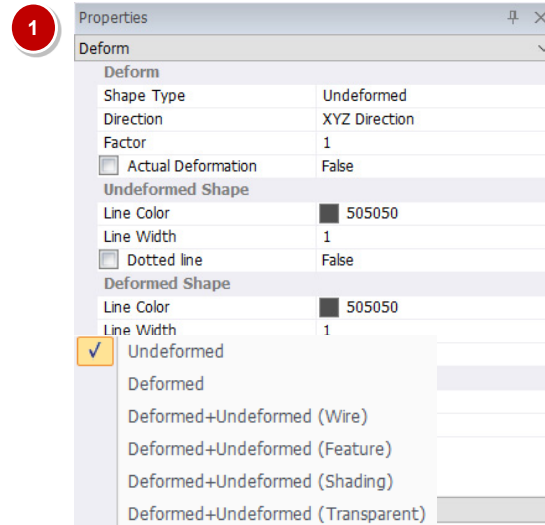 1
Properties
Deform
Deform
Shape Type Undeformed
Direction XYZ Direction
Factor 1
Actual Deformation False
Undeformed Shape
Line Color 505050
Line Width 1
Dotted line False
Deformed Shape
Line Color 505050
Line Width 1
Undeformed
Deformed
Deformed+Undeformed (Wire)
Deformed+Undeformed (Feature)
Deformed+Undeformed (Shading)
Deformed+Undeformed (Transparent)